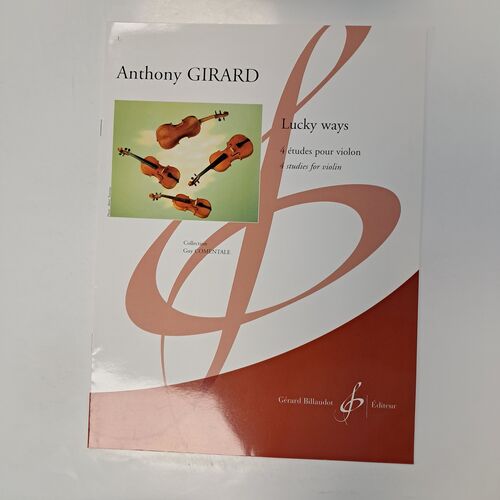 Anthony GIRARD
Lucky ways
4 études pour violon
4 studies for violin
Collection
Guy COMENTALE
Gérard Billaudot
Éditeur